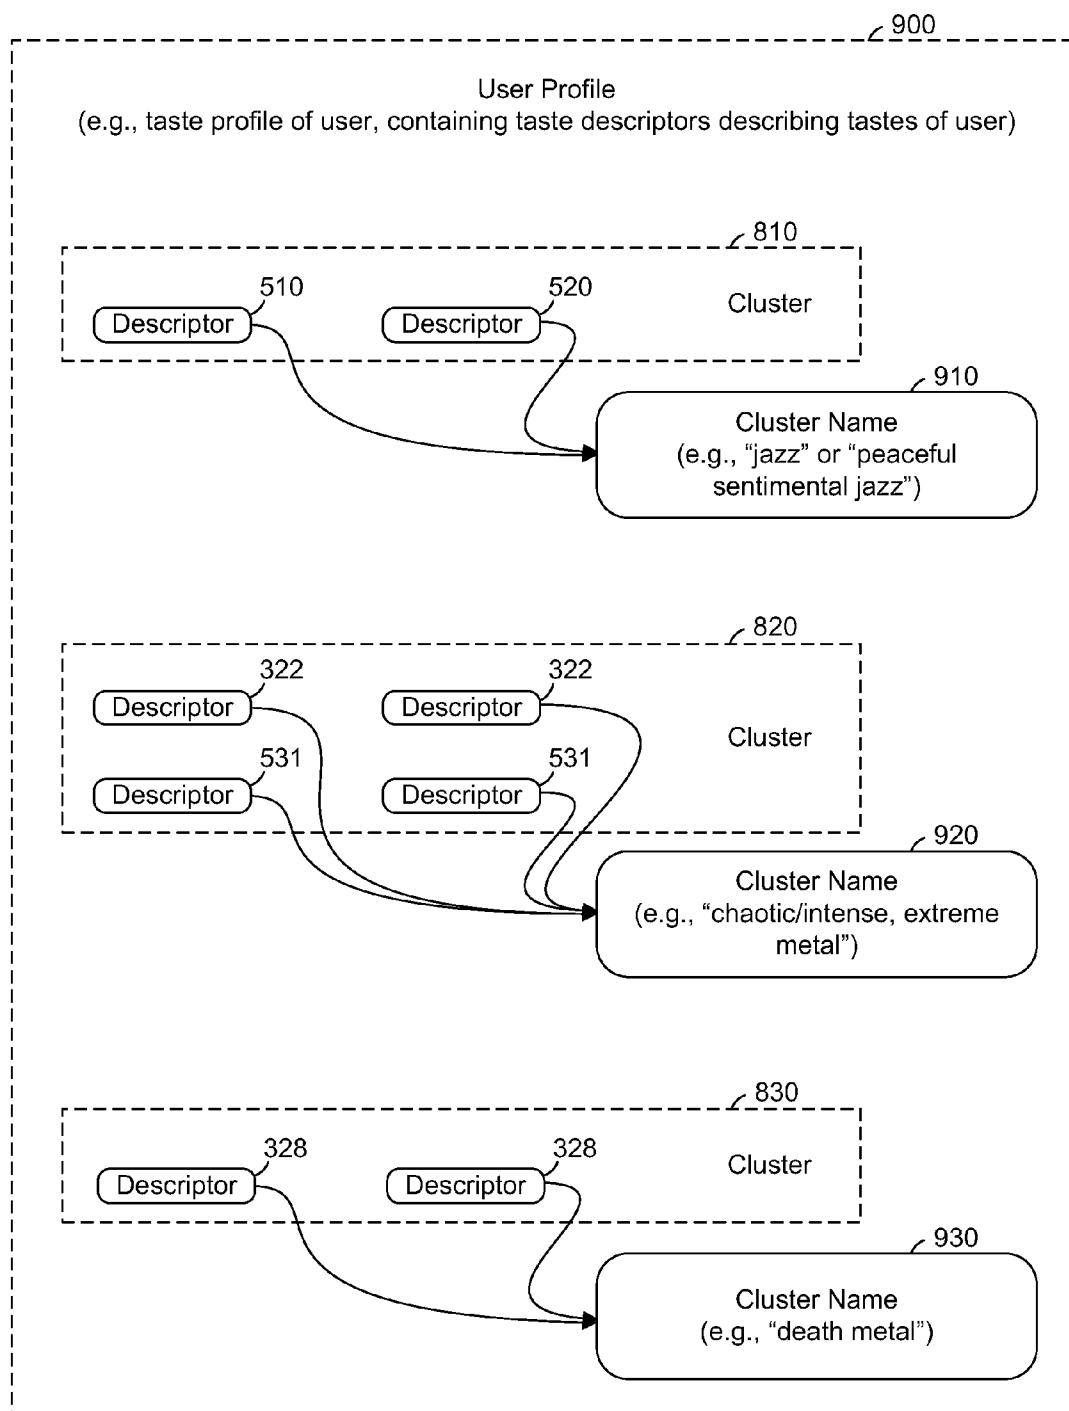 900
User Profile
(e.g., taste profile of user, containing taste descriptors describing tastes of user)
810
510
520
Descriptor
Descriptor
Cluster
910
Cluster Name
(e.g., “jazz” or “peaceful
sentimental jazz”)
820
322
322
Descriptor
Descriptor
Cluster
531
531
Descriptor
Descriptor
920
Cluster Name
(e.g., “chaotic/intense, extreme
metal”)
830
328
328
Descriptor
Descriptor
Cluster
930
Cluster Name
(e.g., “death metal”)